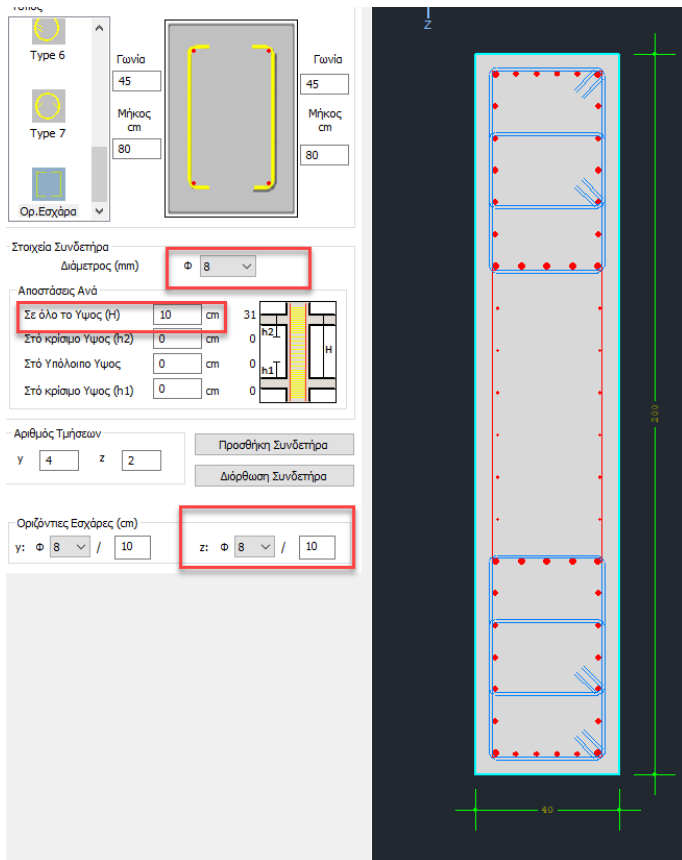 Τύπος
Type 6
Type 7
Ορ.Εσχάρα
Γωνία
45
Μήκος
cm
80
Γωνία
45
Μήκος
cm
80
Στοιχεία Συνδετήρα
Διάμετρος (mm) Φ 8
Αποστάσεις Ανά
Σε όλο το Υψος (H) 10 cm 31
Στό κρίσιμο Υψος (h2) 0 cm 0
Στό Υπόλοιπο Υψος 0 cm 0
Στό κρίσιμο Υψος (h1) 0 cm 0
h2
H
h1
Αριθμός Τμήσεων
y 4 z 2
Προσθήκη Συνδετήρα
Διόρθωση Συνδετήρα
Οριζόντιες Εσχάρες (cm)
y: Φ 8 / 10 z: Φ 8 / 10
z
200
40